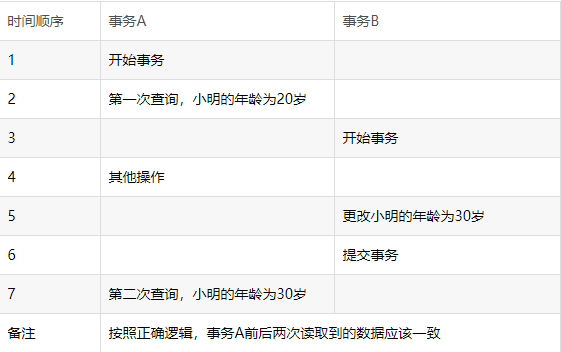 时间顺序 事务A 事务B
1 开始事务
2 第一次查询，小明的年龄为20岁
3 开始事务
4 其他操作
5 更改小明的年龄为30岁
6 提交事务
7 第二次查询，小明的年龄为30岁
备注 按照正确逻辑，事务A前后两次读取到的数据应该一致